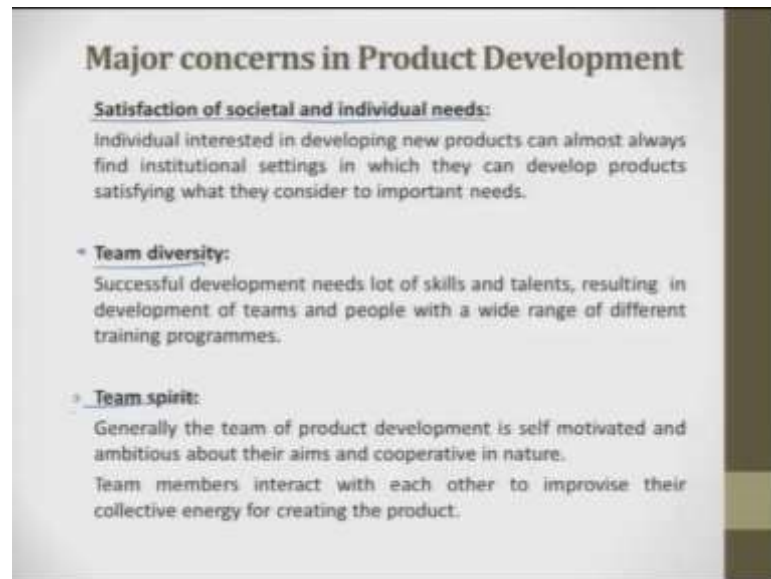 Major concerns in Product Development
Satisfaction of societal and individual needs:
Individual interested in developing new products can almost always
find institutional settings in which they can develop products
satisfying what they consider to important needs.
Team diversity:
Successful development needs lot of skills and talents, resulting in
development of teams and people with a wide range of different
training programmes.
Team spirit:
Generally the team of product development is self motivated and
ambitious about their aims and cooperative in nature.
Team members interact with each other to improvise their
collective energy for creating the product.